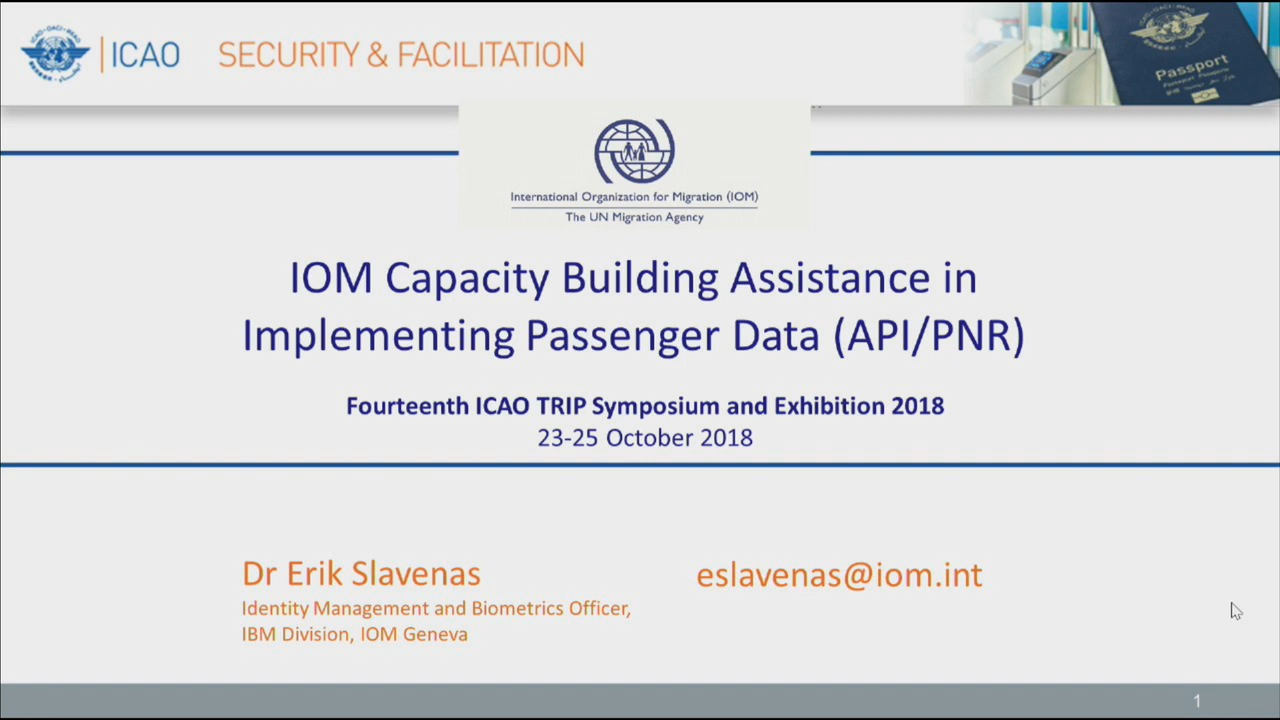 ICAO SECURITY & FACILITATION
Passport
International Organization for Migration (IOM)
The UN Migration Agency
IOM Capacity Building Assistance in
Implementing Passenger Data (API/PNR)
Fourteenth ICAO TRIP Symposium and Exhibition 2018
23-25 October 2018
Dr Erik Slavenas
eslavenas@iom.int
Identity Management and Biometrics Officer,
IBM Division, IOM Geneva
1